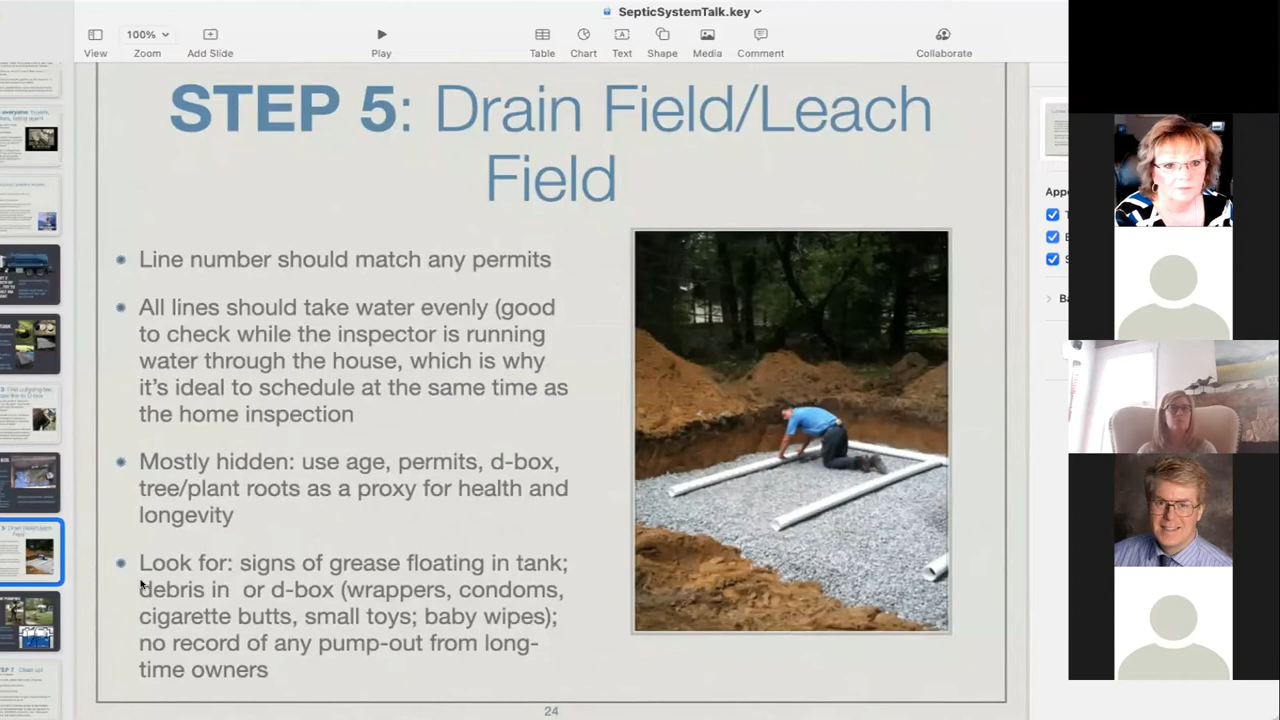 SepticSystemTalk.key
View
100%
Zoom
Add Slide
Play
Table
Chart
Text
Shape
Media
Comment
Collaborate
STEP 5: Drain Field/Leach
Field
Line number should match any permits
All lines should take water evenly (good
to check while the inspector is running
water through the house, which is why
it's ideal to schedule at the same time as
the home inspection
Mostly hidden: use age, permits, d-box,
tree/plant roots as a proxy for health and
longevity
Look for: signs of grease floating in tank;
debris in or d-box (wrappers, condoms,
cigarette butts, small toys; baby wipes);
no record of any pump-out from long-
time owners
24